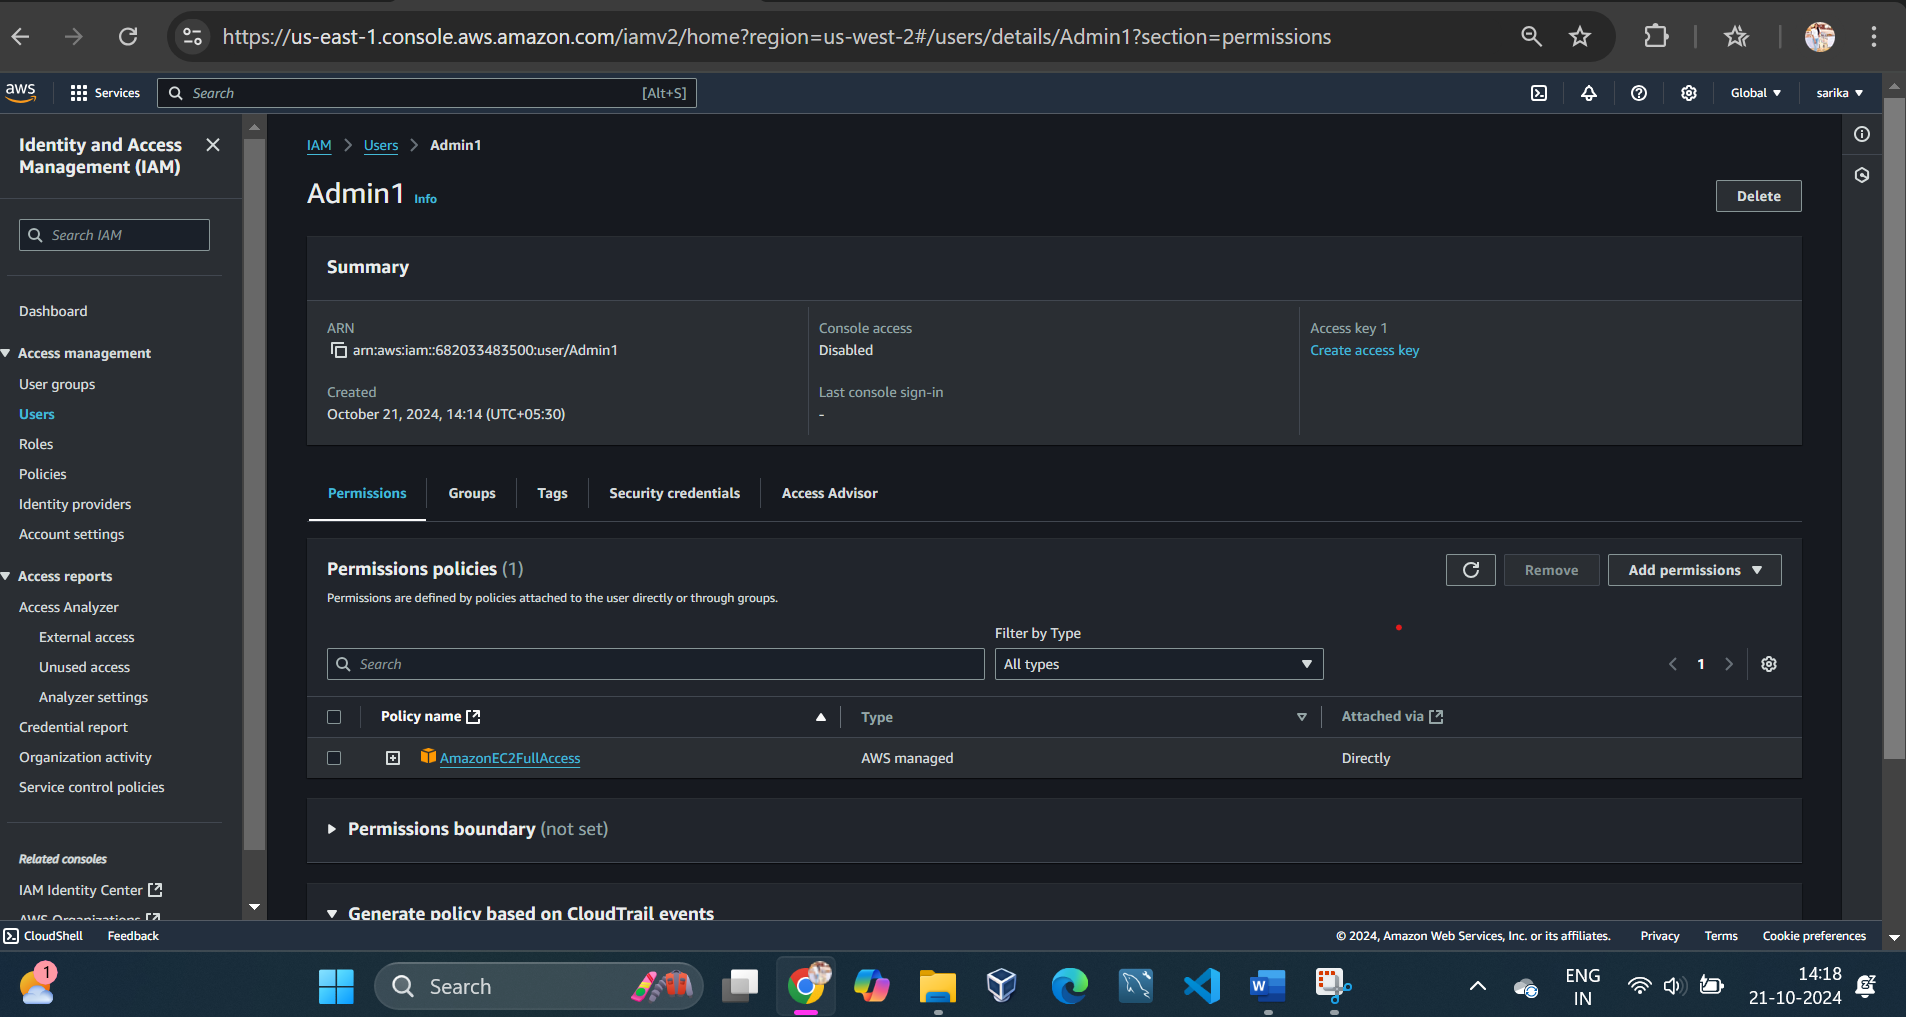 https://us-east-1.console.aws.amazon.com/iamv2/home?region=us-west-2#/users/details/Admin1?section=permissions
aws
Services
Search
[Alt+S]
Global
sarika
Identity and Access
Management (IAM)
Search IAM
Dashboard
Access management
User groups
Users
Roles
Policies
Identity providers
Account settings
Access reports
Access Analyzer
External access
Unused access
Analyzer settings
Credential report
Organization activity
Service control policies
Related consoles
IAM Identity Center
AWS Organizations
IAM > Users > Admin1
Admin1 Info
Delete
Summary
ARN
arn:aws:iam::682033483500:user/Admin1
Created
October 21, 2024, 14:14 (UTC+05:30)
Console access
Disabled
Last console sign-in
-
Access key 1
Create access key
Permissions
Groups
Tags
Security credentials
Access Advisor
Permissions policies (1)
Permissions are defined by policies attached to the user directly or through groups.
Remove
Add permissions
Filter by Type
Search
All types
1
Policy name
Type
Attached via
AmazonEC2FullAccess
AWS managed
Directly
Permissions boundary (not set)
Generate policy based on CloudTrail events
CloudShell
Feedback
© 2024, Amazon Web Services, Inc. or its affiliates.
Privacy
Terms
Cookie preferences
1
Search
W
ENG
IN
14:18
21-10-2024